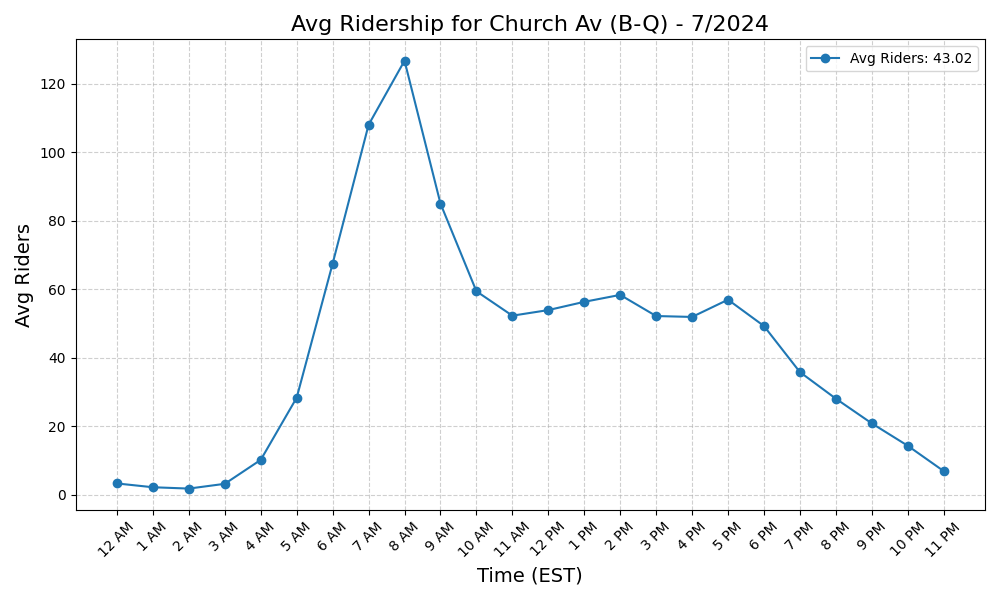 Avg Ridership for Church Av (B-Q) - 7/2024
Avg Riders: 43.02
Avg Riders
120
100
80
60
40
20
0
12 AM
1 AM
2 AM
3 AM
4 AM
5 AM
6 AM
7 AM
8 AM
9 AM
10 AM
11 AM
12 PM
1 PM
2 PM
3 PM
4 PM
5 PM
6 PM
7 PM
8 PM
9 PM
10 PM
11 PM
Time (EST)